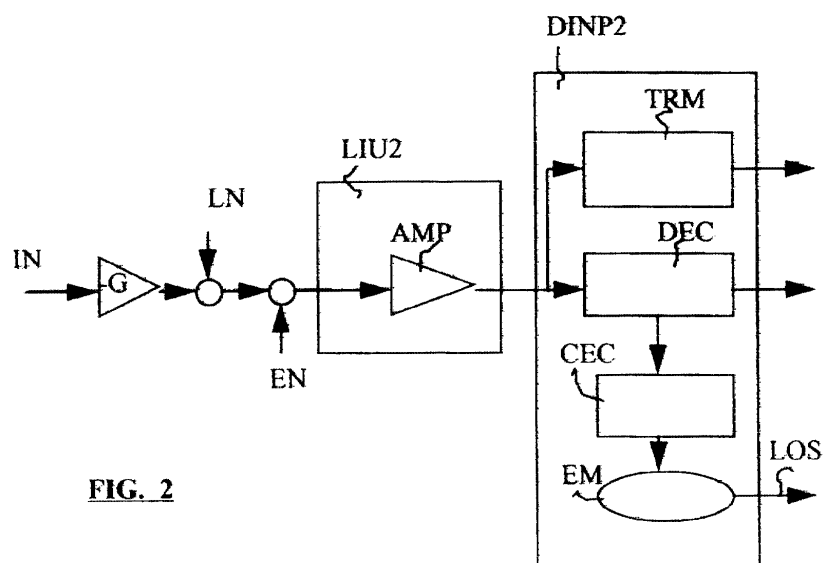 DINP2
TRM
LIU2
LN
AMP
DEC
IN
-G
EN
CEC
LOS
EM
FIG. 2